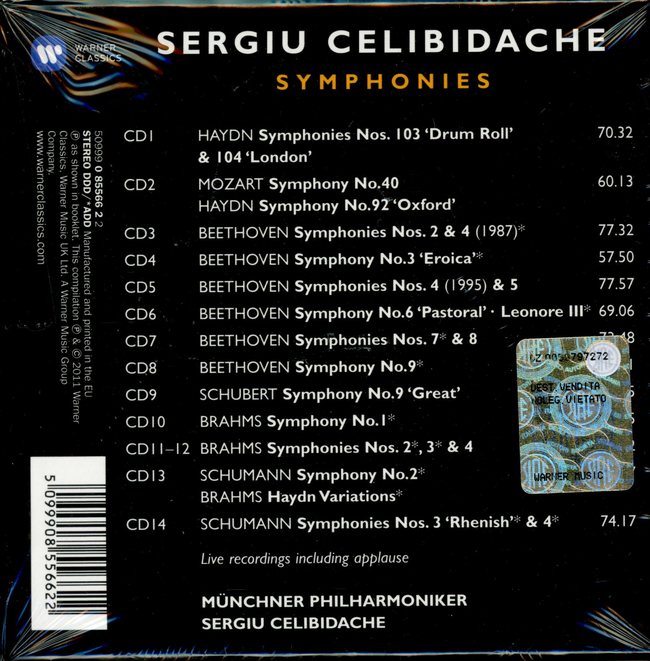 WARNER
CLASSICS
SERGIU CELIBIDACHE
SYMPHONIES
CD1 HAYDN Symphonies Nos. 103 ‘Drum Roll’ 70.32
& 104 ‘London’
CD2 MOZART Symphony No.40 60.13
HAYDN Symphony No.92 ‘Oxford’
CD3 BEETHOVEN Symphonies Nos. 2 & 4 (1987)* 77.32
CD4 BEETHOVEN Symphony No.3 ‘Eroica’* 57.50
CD5 BEETHOVEN Symphonies Nos. 4 (1995) & 5 77.57
CD6 BEETHOVEN Symphony No.6 ‘Pastoral’ · Leonore III* 69.06
CD7 BEETHOVEN Symphonies Nos. 7* & 8
CD8 BEETHOVEN Symphony No.9*
CD9 SCHUBERT Symphony No.9 ‘Great’
CD10 BRAHMS Symphony No.1*
CD11–12 BRAHMS Symphonies Nos. 2*, 3* & 4
CD13 SCHUMANN Symphony No.2*
BRAHMS Haydn Variations*
CD14 SCHUMANN Symphonies Nos. 3 ‘Rhenish’* & 4* 74.17
Live recordings including applause
MÜNCHNER PHILHARMONIKER
SERGIU CELIBIDACHE
50999 0 85566 2 2
STEREO DDD/*ADD Manufactured and printed in the EU
℗ as shown in booklet. This compilation ℗ & © 2011 Warner
Classics, Warner Music UK Ltd. A Warner Music Group
Company.
www.warnerclassics.com
5 099908 556622
VEST. VENDITA
NOLEG. VIETATO
WARNER MUSIC